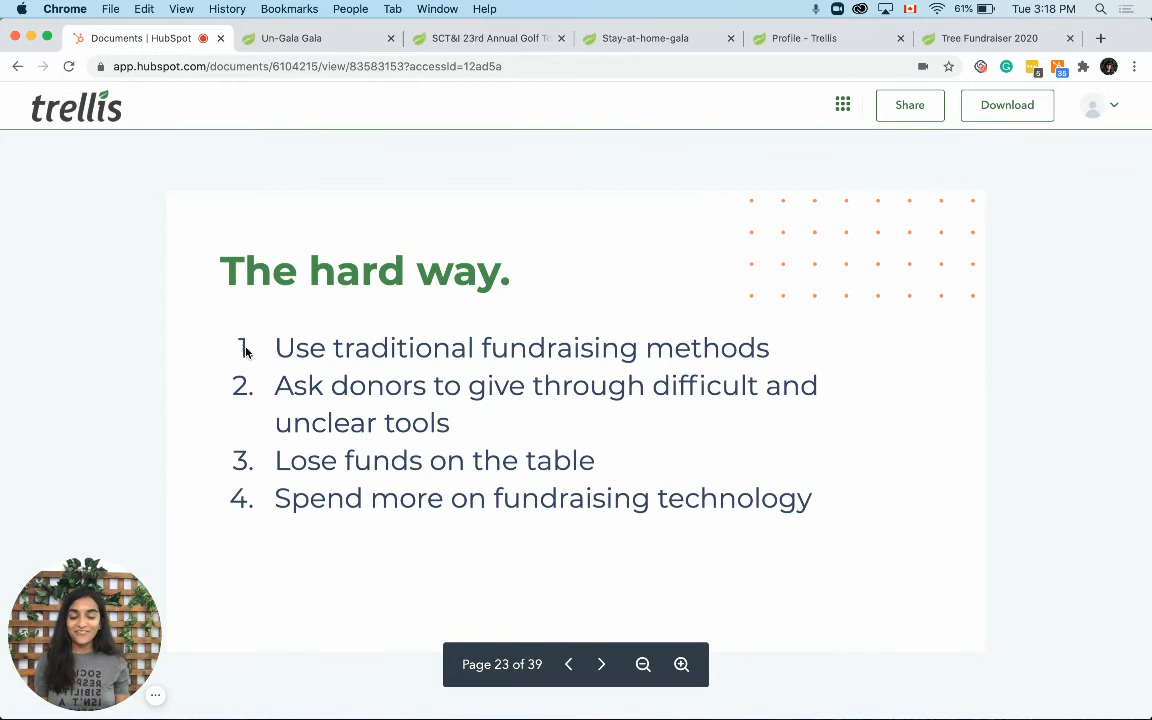 Chrome File Edit View History Bookmarks People Tab Window Help 61% Tue 3:18 PM
Documents | HubSpot Un-Gala Gala SCT&I 23rd Annual Golf To Stay-at-home-gala Profile - Trellis Tree Fundraiser 2020
app.hubspot.com/documents/6104215/view/83583153?accessId=12ad5a 5 35
trellis Share Download
The hard way.
1. Use traditional fundraising methods
2. Ask donors to give through difficult and
unclear tools
3. Lose funds on the table
4. Spend more on fundraising technology
Page 23 of 39